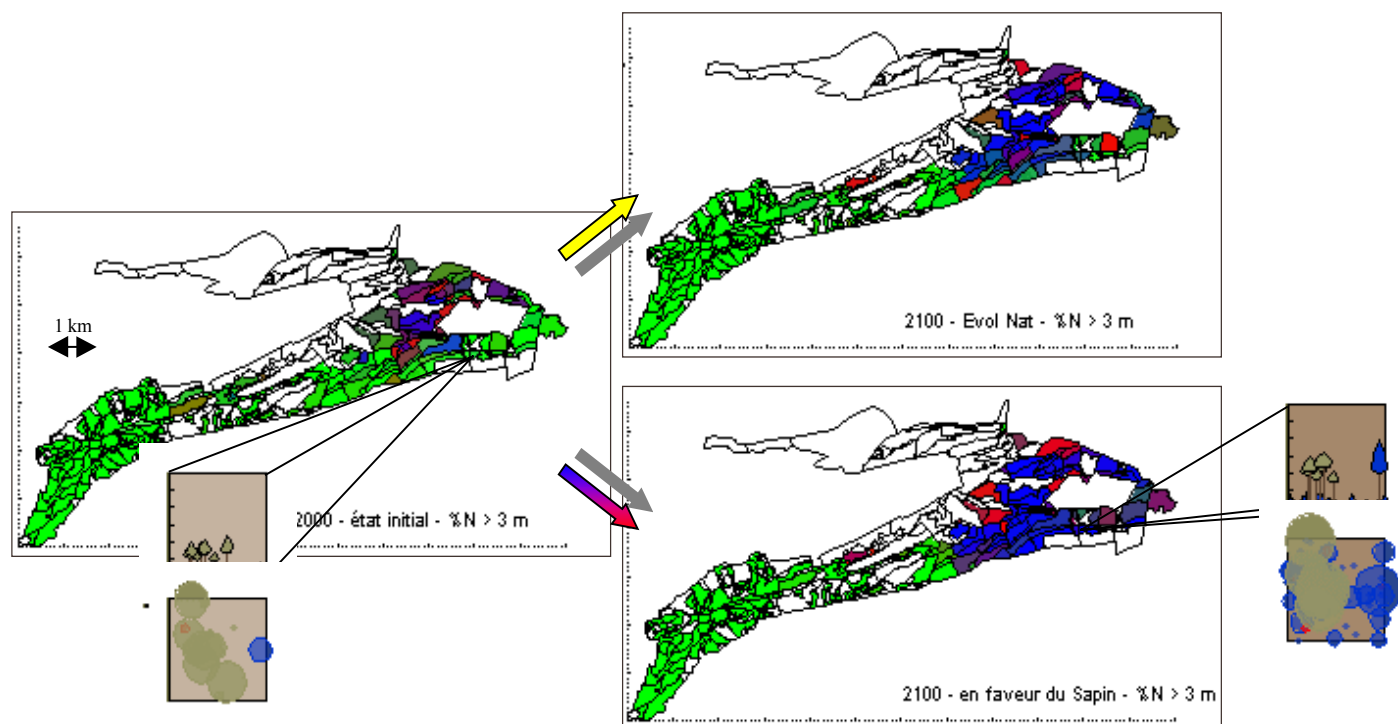 2100 - Evol Nat - %N > 3 m
1 km
2000 - état initial - %N > 3 m
2100 - en faveur du Sapin - %N > 3 m